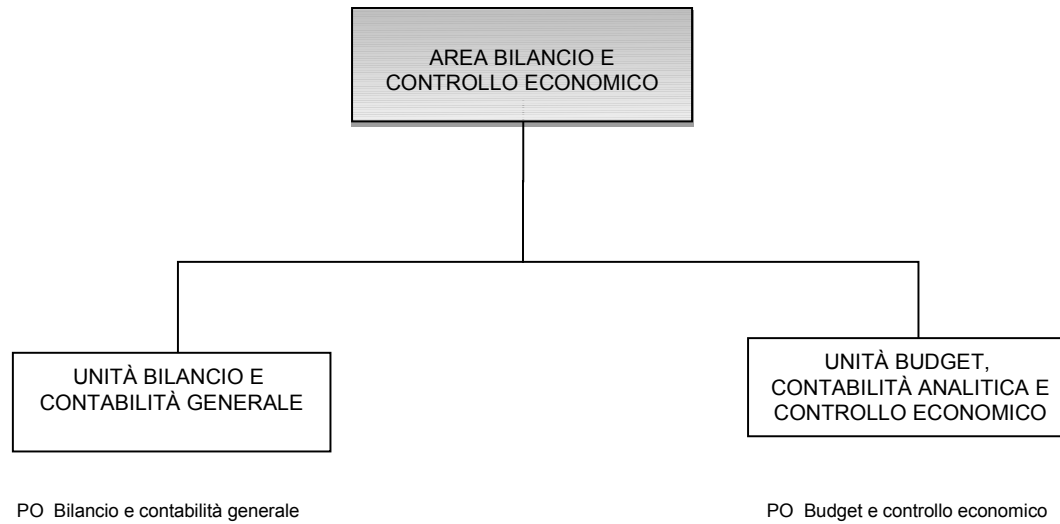 AREA BILANCIO E
CONTROLLO ECONOMICO
UNITÀ BILANCIO E
CONTABILITÀ GENERALE
UNITÀ BUDGET,
CONTABILITÀ ANALITICA E
CONTROLLO ECONOMICO
PO Bilancio e contabilità generale
PO Budget e controllo economico